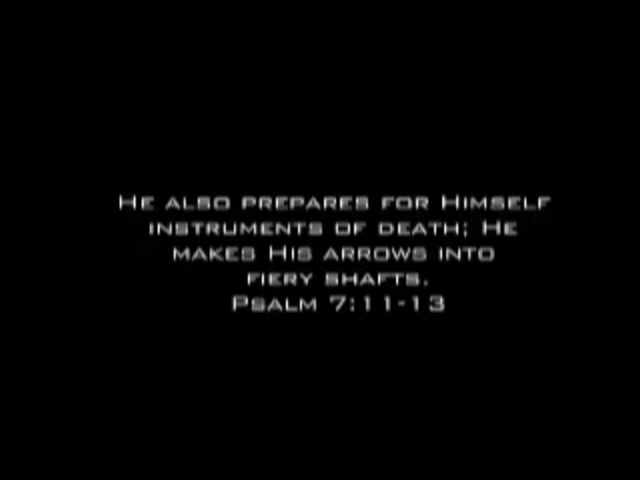 He also prepares for Himself
instruments of death; He
makes His arrows into
fiery shafts.
Psalm 7:11-13